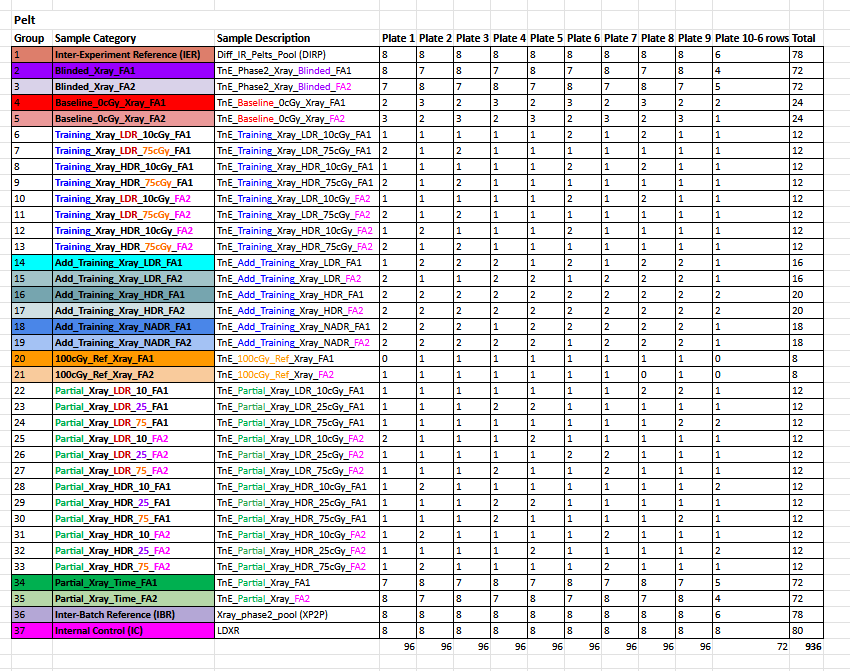 Pelt
Group Sample Category Sample Description Plate 1 Plate 2 Plate 3 Plate 4 Plate 5 Plate 6 Plate 7 Plate 8 Plate 9 Plate 10-6 rows Total
1 Inter-Experiment Reference (IER) Diff_IR_Pelts_Pool (DIRP) 8 8 8 8 8 8 8 8 8 6 78
2 Blinded_Xray_FA1 TnE_Phase2_Xray_Blinded_FA1 8 7 8 7 8 7 8 7 8 4 72
3 Blinded_Xray_FA2 TnE_Phase2_Xray_Blinded_FA2 7 8 7 8 7 8 7 8 7 5 72
4 Baseline_0cGy_Xray_FA1 TnE_Baseline_0cGy_Xray_FA1 2 3 2 3 2 3 2 3 2 2 24
5 Baseline_0cGy_Xray_FA2 TnE_Baseline_0cGy_Xray_FA2 3 2 3 2 3 2 3 2 3 1 24
6 Training_Xray_LDR_10cGy_FA1 TnE_Training_Xray_LDR_10cGy_FA1 1 1 1 1 1 2 1 2 1 1 12
7 Training_Xray_LDR_75cGy_FA1 TnE_Training_Xray_LDR_75cGy_FA1 2 1 2 1 1 1 1 1 1 1 12
8 Training_Xray_HDR_10cGy_FA1 TnE_Training_Xray_HDR_10cGy_FA1 1 1 1 1 1 2 1 2 1 1 12
9 Training_Xray_HDR_75cGy_FA1 TnE_Training_Xray_HDR_75cGy_FA1 2 1 2 1 1 1 1 1 1 1 12
10 Training_Xray_LDR_10cGy_FA2 TnE_Training_Xray_LDR_10cGy_FA2 1 1 1 1 1 2 1 2 1 1 12
11 Training_Xray_LDR_75cGy_FA2 TnE_Training_Xray_LDR_75cGy_FA2 2 1 2 1 1 1 1 1 1 1 12
12 Training_Xray_HDR_10cGy_FA2 TnE_Training_Xray_HDR_10cGy_FA2 1 2 1 1 1 2 1 1 1 1 12
13 Training_Xray_HDR_75cGy_FA2 TnE_Training_Xray_HDR_75cGy_FA2 2 1 2 1 1 1 1 1 1 1 12
14 Add_Training_Xray_LDR_FA1 TnE_Add_Training_Xray_LDR_FA1 1 2 2 2 1 2 1 2 2 1 16
15 Add_Training_Xray_LDR_FA2 TnE_Add_Training_Xray_LDR_FA2 2 1 1 2 2 1 2 2 2 1 16
16 Add_Training_Xray_HDR_FA1 TnE_Add_Training_Xray_HDR_FA1 2 2 2 2 2 2 2 2 2 2 20
17 Add_Training_Xray_HDR_FA2 TnE_Add_Training_Xray_HDR_FA2 2 2 2 2 2 2 2 2 2 2 20
18 Add_Training_Xray_NADR_FA1 TnE_Add_Training_Xray_NADR_FA1 2 2 2 1 2 2 2 2 2 1 18
19 Add_Training_Xray_NADR_FA2 TnE_Add_Training_Xray_NADR_FA2 2 2 2 2 2 1 2 2 2 1 18
20 100cGy_Ref_Xray_FA1 TnE_100cGy_Ref_Xray_FA1 0 1 1 1 1 1 1 1 1 0 8
21 100cGy_Ref_Xray_FA2 TnE_100cGy_Ref_Xray_FA2 1 1 1 1 1 1 1 0 1 0 8
22 Partial_Xray_LDR_10_FA1 TnE_Partial_Xray_LDR_10cGy_FA1 1 1 1 1 1 1 1 2 2 1 12
23 Partial_Xray_LDR_25_FA1 TnE_Partial_Xray_LDR_25cGy_FA1 1 1 1 2 2 1 1 1 1 1 12
24 Partial_Xray_LDR_75_FA1 TnE_Partial_Xray_LDR_75cGy_FA1 1 1 1 1 1 1 1 1 2 2 12
25 Partial_Xray_LDR_10_FA2 TnE_Partial_Xray_LDR_10cGy_FA2 2 1 1 1 2 1 1 1 1 1 12
26 Partial_Xray_LDR_25_FA2 TnE_Partial_Xray_LDR_25cGy_FA2 1 1 1 1 1 2 2 1 1 1 12
27 Partial_Xray_LDR_75_FA2 TnE_Partial_Xray_LDR_75cGy_FA2 1 1 1 2 1 1 2 1 1 1 12
28 Partial_Xray_HDR_10_FA1 TnE_Partial_Xray_HDR_10cGy_FA1 1 2 1 1 1 1 1 1 1 2 12
29 Partial_Xray_HDR_25_FA1 TnE_Partial_Xray_HDR_25cGy_FA1 1 1 1 2 2 1 1 1 1 1 12
30 Partial_Xray_HDR_75_FA1 TnE_Partial_Xray_HDR_75cGy_FA1 1 1 1 2 1 1 1 1 2 1 12
31 Partial_Xray_HDR_10_FA2 TnE_Partial_Xray_HDR_10cGy_FA2 1 2 1 1 1 1 2 1 1 1 12
32 Partial_Xray_HDR_25_FA2 TnE_Partial_Xray_HDR_25cGy_FA2 1 1 1 1 2 1 1 1 1 2 12
33 Partial_Xray_HDR_75_FA2 TnE_Partial_Xray_HDR_75cGy_FA2 1 2 1 1 1 1 2 1 1 1 12
34 Partial_Xray_Time_FA1 TnE_Partial_Xray_FA1 7 8 7 8 7 8 7 8 7 5 72
35 Partial_Xray_Time_FA2 TnE_Partial_Xray_FA2 8 7 8 7 8 7 8 7 8 4 72
36 Inter-Batch Reference (IBR) Xray_phase2_pool (XP2P) 8 8 8 8 8 8 8 8 8 6 78
37 Internal Control (IC) LDXR 8 8 8 8 8 8 8 8 8 8 80
96 96 96 96 96 96 96 96 96 72 936